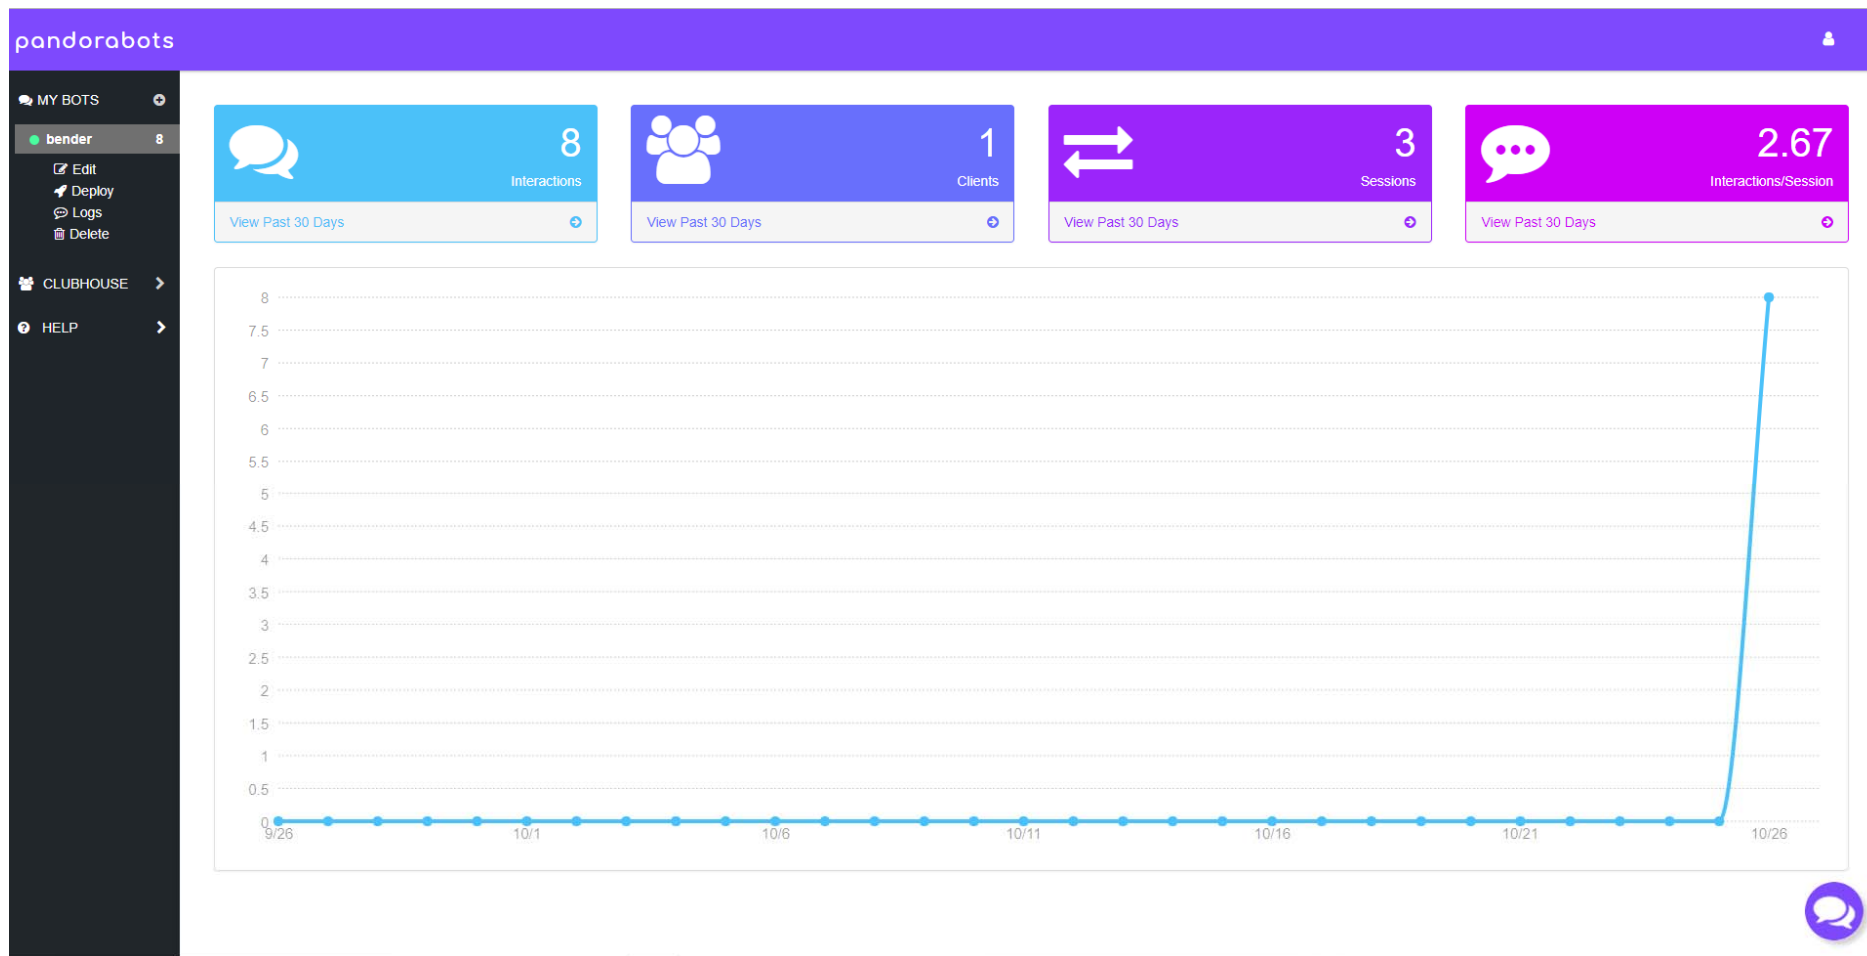 pandorabots
MY BOTS
bender 8
Edit
Deploy
Logs
Delete
CLUBHOUSE
HELP
8
Interactions
View Past 30 Days
1
Clients
View Past 30 Days
3
Sessions
View Past 30 Days
2.67
Interactions/Session
View Past 30 Days
8
7.5
7
6.5
6
5.5
5
4.5
4
3.5
3
2.5
2
1.5
1
0.5
0
9/26 10/1 10/6 10/11 10/16 10/21 10/26